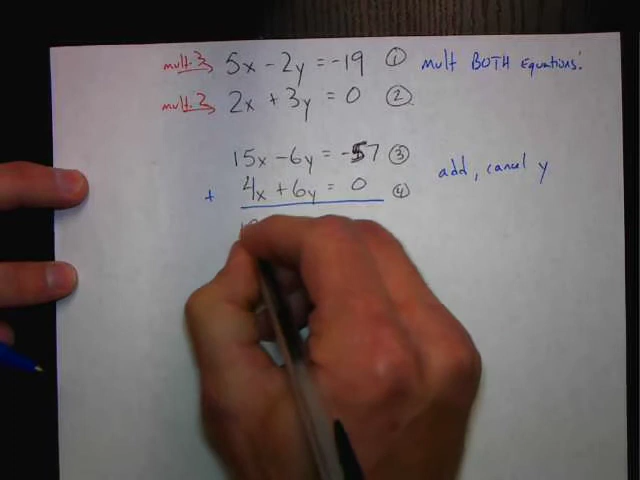 mult. 3 5x - 2y = -19 ① mult BOTH Equations!
mult. 2 2x + 3y = 0 ②
15x - 6y = -57 ③
add, cancel y
+ 4x + 6y = 0 ④